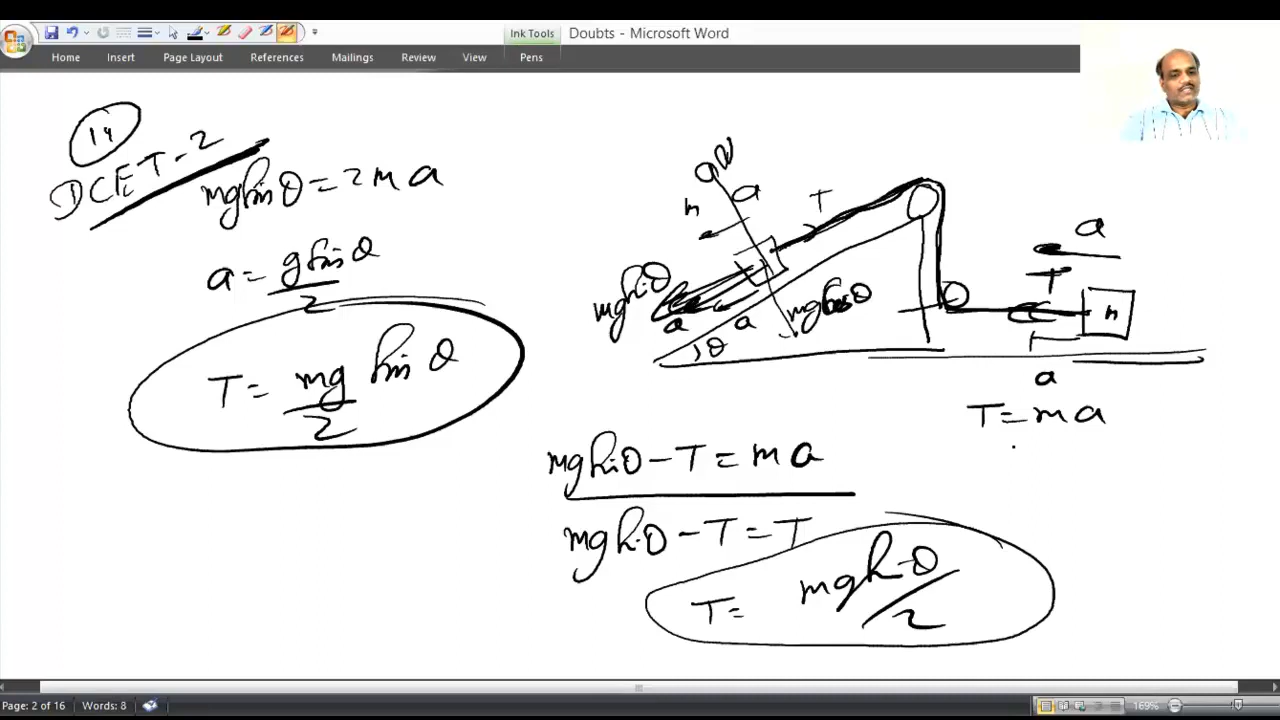 Ink Tools
Doubts - Microsoft Word
Home Insert Page Layout References Mailings Review View Pens
14
DCET-2
mg sin θ = 2ma
a = g sin θ / 2
T = mg / 2 sin θ
N
a
T
mg sin θ
a
a
mg cos θ
θ
a
T
m
a
T = ma
mg sin θ - T = ma
mg sin θ - T = T
T = mg sin θ / 2
Page: 2 of 16
Words: 8
169%